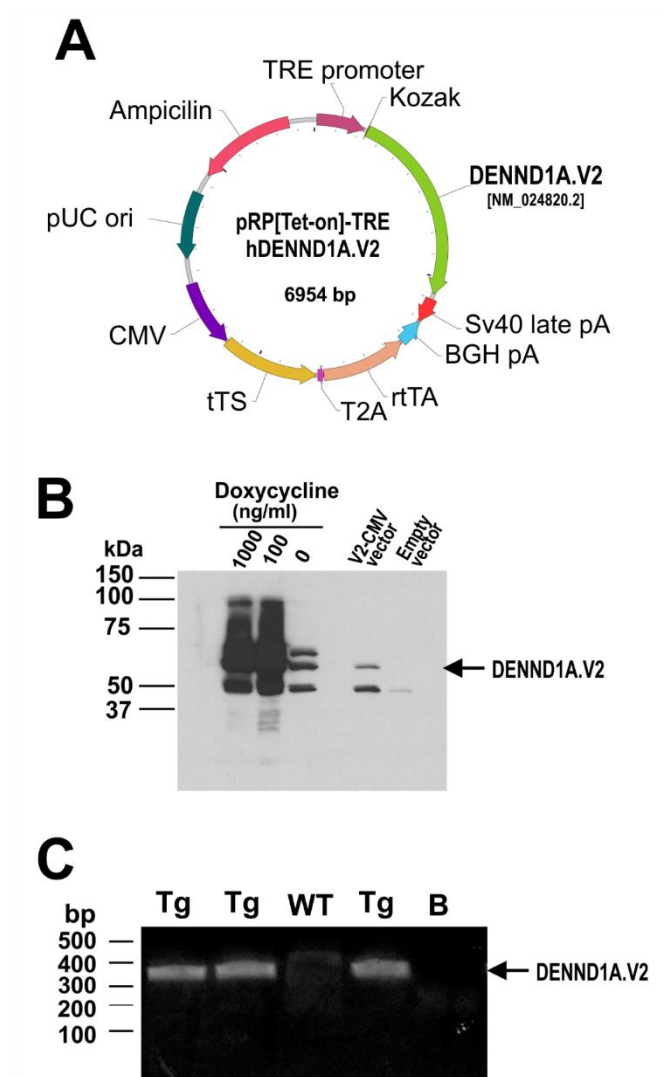 A
TRE promoter
Kozak
Ampicilin
DENND1A.V2
[NM_024820.2]
pUC ori
pRP[Tet-on]-TRE
hDENND1A.V2
6954 bp
CMV
Sv40 late pA
BGH pA
tTS
T2A
rtTA
B
Doxycycline
(ng/ml)
1000 100 0 V2-CMV vector Empty vector
kDa
150
100
75
50
37
DENND1A.V2
C
Tg Tg WT Tg B
bp
500
400
300
200
100
DENND1A.V2